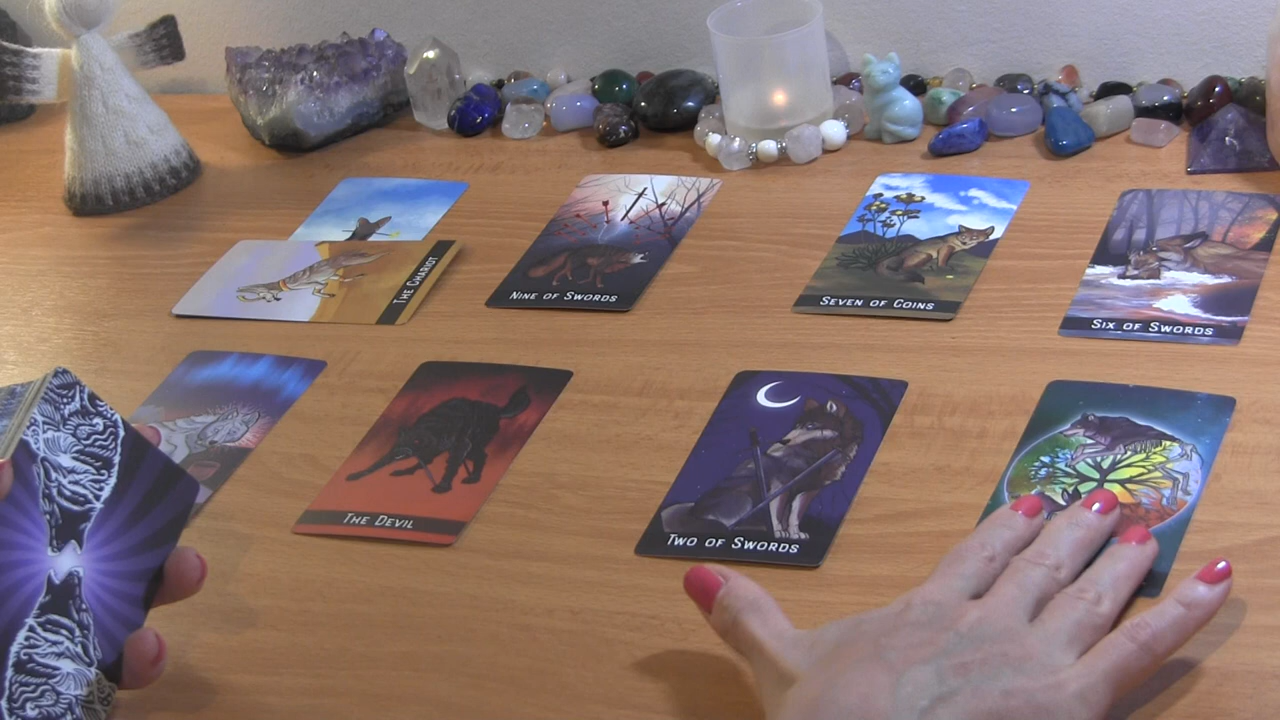 The Chariot
Nine of Swords
Seven of Coins
Six of Swords
The Devil
Two of Swords